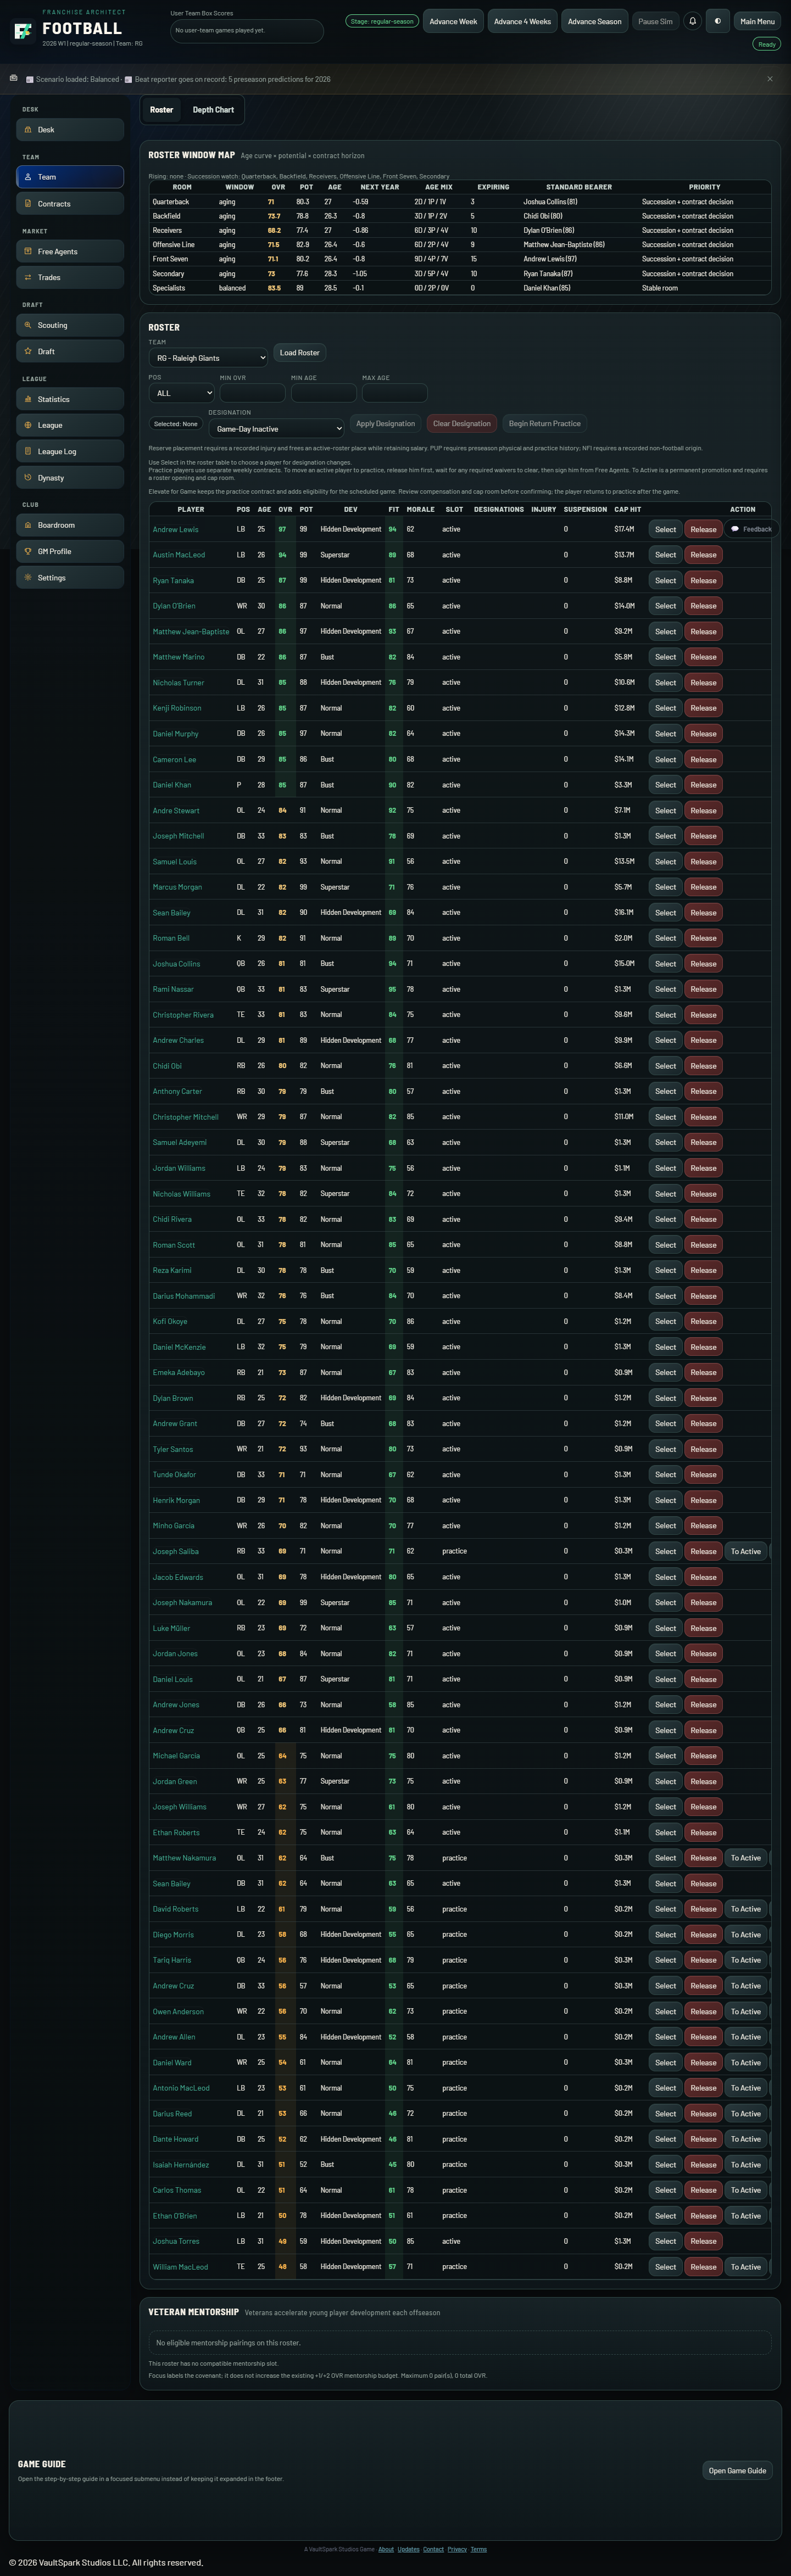 FRANCHISE ARCHITECT
FOOTBALL
2026 W1 | regular-season | Team: RG
User Team Box Scores
No user-team games played yet.
Stage: regular-season
Advance Week
Advance 4 Weeks
Advance Season
Pause Sim
Main Menu
Ready
Scenario loaded: Balanced · Beat reporter goes on record: 5 preseason predictions for 2026
DESK
Desk
TEAM
Team
Contracts
MARKET
Free Agents
Trades
DRAFT
Scouting
Draft
LEAGUE
Statistics
League
League Log
Dynasty
CLUB
Boardroom
GM Profile
Settings
Roster
Depth Chart
ROSTER WINDOW MAP Age curve + potential + contract horizon
Rising: none · Succession watch: Quarterback, Backfield, Receivers, Offensive Line, Front Seven, Secondary
ROOM WINDOW OVR POT AGE NEXT YEAR AGE MIX EXPIRING STANDARD BEARER PRIORITY
Quarterback aging 71 80.3 27 -0.59 2D / 1P / 1V 3 Joshua Collins (81) Succession + contract decision
Backfield aging 73.7 78.8 26.3 -0.8 3D / 1P / 2V 5 Chidi Obi (80) Succession + contract decision
Receivers aging 68.2 77.4 27 -0.86 6D / 3P / 4V 10 Dylan O'Brien (86) Succession + contract decision
Offensive Line aging 71.5 82.9 26.4 -0.6 6D / 2P / 4V 9 Matthew Jean-Baptiste (86) Succession + contract decision
Front Seven aging 71.1 80.2 26.4 -0.8 9D / 4P / 7V 15 Andrew Lewis (97) Succession + contract decision
Secondary aging 73 77.6 28.3 -1.05 3D / 5P / 4V 10 Ryan Tanaka (87) Succession + contract decision
Specialists balanced 83.5 89 28.5 -0.1 0D / 2P / 0V 0 Daniel Khan (85) Stable room
ROSTER
TEAM
RG - Raleigh Giants
Load Roster
POS MIN OVR MIN AGE MAX AGE
ALL
Selected: None
DESIGNATION
Game-Day Inactive
Apply Designation
Clear Designation
Begin Return Practice
Reserve placement requires a recorded injury and frees an active-roster place while retaining salary. PUP requires preseason physical and practice history; NFI requires a recorded non-football origin.
Use Select in the roster table to choose a player for designation changes.
Practice players use distinct weekly contracts. To move an active player to practice, release him first, wait for any required waivers to clear, then sign him from Free Agents. To Active is a permanent promotion and requires
a roster opening and cap room.
Elevate for Game keeps the practice contract and adds eligibility for the scheduled game. Review compensation and cap room before confirming; the player returns to practice after the game.
PLAYER POS AGE OVR POT DEV FIT MORALE SLOT DESIGNATIONS INJURY SUSPENSION CAP HIT ACTION
Andrew Lewis LB 25 97 99 Hidden Development 94 62 active 0 $17.4M Select Release Feedback
Austin MacLeod LB 26 94 99 Superstar 89 68 active 0 $13.7M Select Release
Ryan Tanaka DB 25 87 99 Hidden Development 81 73 active 0 $8.8M Select Release
Dylan O'Brien WR 30 86 87 Normal 86 65 active 0 $14.0M Select Release
Matthew Jean-Baptiste OL 27 86 97 Hidden Development 93 67 active 0 $9.2M Select Release
Matthew Marino DB 22 86 87 Bust 82 84 active 0 $5.8M Select Release
Nicholas Turner DL 31 85 88 Hidden Development 76 79 active 0 $10.6M Select Release
Kenji Robinson LB 26 85 87 Normal 82 60 active 0 $12.8M Select Release
Daniel Murphy DB 26 85 97 Normal 82 64 active 0 $14.3M Select Release
Cameron Lee DB 29 85 86 Bust 80 68 active 0 $14.1M Select Release
Daniel Khan P 28 85 87 Bust 90 82 active 0 $3.3M Select Release
Andre Stewart OL 24 84 91 Normal 92 75 active 0 $7.1M Select Release
Joseph Mitchell DB 33 83 83 Bust 78 69 active 0 $1.3M Select Release
Samuel Louis OL 27 82 93 Normal 91 56 active 0 $13.5M Select Release
Marcus Morgan DL 22 82 99 Superstar 71 76 active 0 $5.7M Select Release
Sean Bailey DL 31 82 90 Hidden Development 69 84 active 0 $16.1M Select Release
Roman Bell K 29 82 91 Normal 89 70 active 0 $2.0M Select Release
Joshua Collins QB 26 81 81 Bust 94 71 active 0 $15.0M Select Release
Rami Nassar QB 33 81 83 Superstar 95 78 active 0 $1.3M Select Release
Christopher Rivera TE 33 81 83 Normal 84 75 active 0 $9.6M Select Release
Andrew Charles DL 29 81 89 Hidden Development 68 77 active 0 $9.9M Select Release
Chidi Obi RB 26 80 82 Normal 76 81 active 0 $6.6M Select Release
Anthony Carter RB 30 79 79 Bust 80 57 active 0 $1.3M Select Release
Christopher Mitchell WR 29 79 87 Normal 82 85 active 0 $11.0M Select Release
Samuel Adeyemi DL 30 79 88 Superstar 68 63 active 0 $1.3M Select Release
Jordan Williams LB 24 79 83 Normal 75 56 active 0 $1.1M Select Release
Nicholas Williams TE 32 78 82 Superstar 84 72 active 0 $1.3M Select Release
Chidi Rivera OL 33 78 82 Normal 83 69 active 0 $9.4M Select Release
Roman Scott OL 31 78 81 Normal 85 65 active 0 $8.8M Select Release
Reza Karimi DL 30 78 78 Bust 70 59 active 0 $1.3M Select Release
Darius Mohammadi WR 32 76 76 Bust 84 70 active 0 $8.4M Select Release
Kofi Okoye DL 27 75 78 Normal 70 86 active 0 $1.2M Select Release
Daniel McKenzie LB 32 75 79 Normal 69 59 active 0 $1.3M Select Release
Emeka Adebayo RB 21 73 87 Normal 67 83 active 0 $0.9M Select Release
Dylan Brown RB 25 72 82 Hidden Development 69 84 active 0 $1.2M Select Release
Andrew Grant DB 27 72 74 Bust 68 83 active 0 $1.2M Select Release
Tyler Santos WR 21 72 93 Normal 80 73 active 0 $0.9M Select Release
Tunde Okafor DB 33 71 71 Normal 67 62 active 0 $1.3M Select Release
Henrik Morgan DB 29 71 78 Hidden Development 70 68 active 0 $1.3M Select Release
Minho García WR 26 70 82 Normal 70 77 active 0 $1.2M Select Release
Joseph Saliba RB 33 69 71 Normal 71 62 practice 0 $0.3M Select Release To Active
Jacob Edwards OL 31 69 78 Hidden Development 80 65 active 0 $1.3M Select Release
Joseph Nakamura OL 22 69 99 Superstar 85 71 active 0 $1.0M Select Release
Luke Müller RB 23 69 72 Normal 63 57 active 0 $0.9M Select Release
Jordan Jones OL 23 68 84 Normal 82 71 active 0 $0.9M Select Release
Daniel Louis OL 21 67 87 Superstar 81 71 active 0 $0.9M Select Release
Andrew Jones DB 26 66 73 Normal 58 85 active 0 $1.2M Select Release
Andrew Cruz QB 25 66 81 Hidden Development 81 70 active 0 $0.9M Select Release
Michael García OL 25 64 75 Normal 75 80 active 0 $1.2M Select Release
Jordan Green WR 25 63 77 Superstar 73 75 active 0 $0.9M Select Release
Joseph Williams WR 27 62 75 Normal 61 80 active 0 $1.2M Select Release
Ethan Roberts TE 24 62 75 Normal 63 64 active 0 $1.1M Select Release
Matthew Nakamura OL 31 62 64 Bust 75 78 practice 0 $0.3M Select Release To Active
Sean Bailey DB 31 62 64 Normal 63 65 active 0 $1.3M Select Release
David Roberts LB 22 61 79 Normal 59 56 practice 0 $0.2M Select Release To Active
Diego Morris DL 23 58 68 Hidden Development 55 65 practice 0 $0.2M Select Release To Active
Tariq Harris QB 24 56 76 Hidden Development 68 79 practice 0 $0.3M Select Release To Active
Andrew Cruz DB 33 56 57 Normal 53 65 practice 0 $0.3M Select Release To Active
Owen Anderson WR 22 56 70 Normal 62 73 practice 0 $0.2M Select Release To Active
Andrew Allen DL 23 55 84 Hidden Development 52 58 practice 0 $0.2M Select Release To Active
Daniel Ward WR 25 54 61 Normal 64 81 practice 0 $0.3M Select Release To Active
Antonio MacLeod LB 23 53 61 Normal 50 75 practice 0 $0.2M Select Release To Active
Darius Reed DL 21 53 66 Normal 46 72 practice 0 $0.2M Select Release To Active
Dante Howard DB 25 52 62 Hidden Development 46 81 practice 0 $0.2M Select Release To Active
Isaiah Hernández DL 31 51 52 Bust 45 80 practice 0 $0.3M Select Release To Active
Carlos Thomas OL 22 51 64 Normal 61 78 practice 0 $0.2M Select Release To Active
Ethan O'Brien LB 21 50 78 Hidden Development 51 61 practice 0 $0.2M Select Release To Active
Joshua Torres LB 31 49 59 Hidden Development 50 85 active 0 $1.3M Select Release
William MacLeod TE 25 48 58 Hidden Development 57 71 practice 0 $0.2M Select Release To Active
VETERAN MENTORSHIP Veterans accelerate young player development each offseason
No eligible mentorship pairings on this roster.
This roster has no compatible mentorship slot.
Focus labels the covenant; it does not increase the existing +1/+2 OVR mentorship budget. Maximum 0 pair(s), 0 total OVR.
GAME GUIDE
Open the step-by-step guide in a focused submenu instead of keeping it expanded in the footer.
Open Game Guide
A VaultSpark Studios Game · About Updates Contact Privacy Terms
© 2026 VaultSpark Studios LLC. All rights reserved.